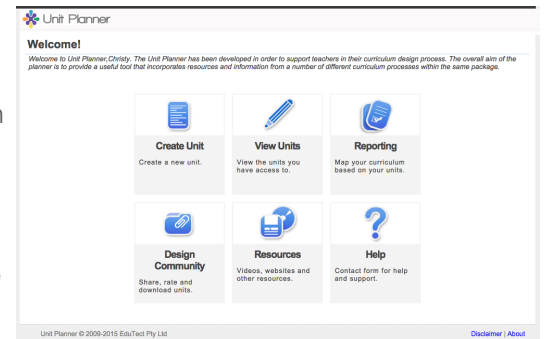 Unit Planner
Welcome!
Welcome to Unit Planner,Christy. The Unit Planner has been developed in order to support teachers in their curriculum design process. The overall aim of the
planner is to provide a useful tool that incorporates resources and information from a number of different curriculum processes within the same package.
Create Unit
Create a new unit.
View Units
View the units you
have access to.
Reporting
Map your curriculum
based on your units.
Design
Community
Share, rate and
download units.
Resources
Videos, websites and
other resources.
Help
Contact form for help
and support.
Unit Planner © 2009-2015 EduTect Pty Ltd
Disclaimer | About